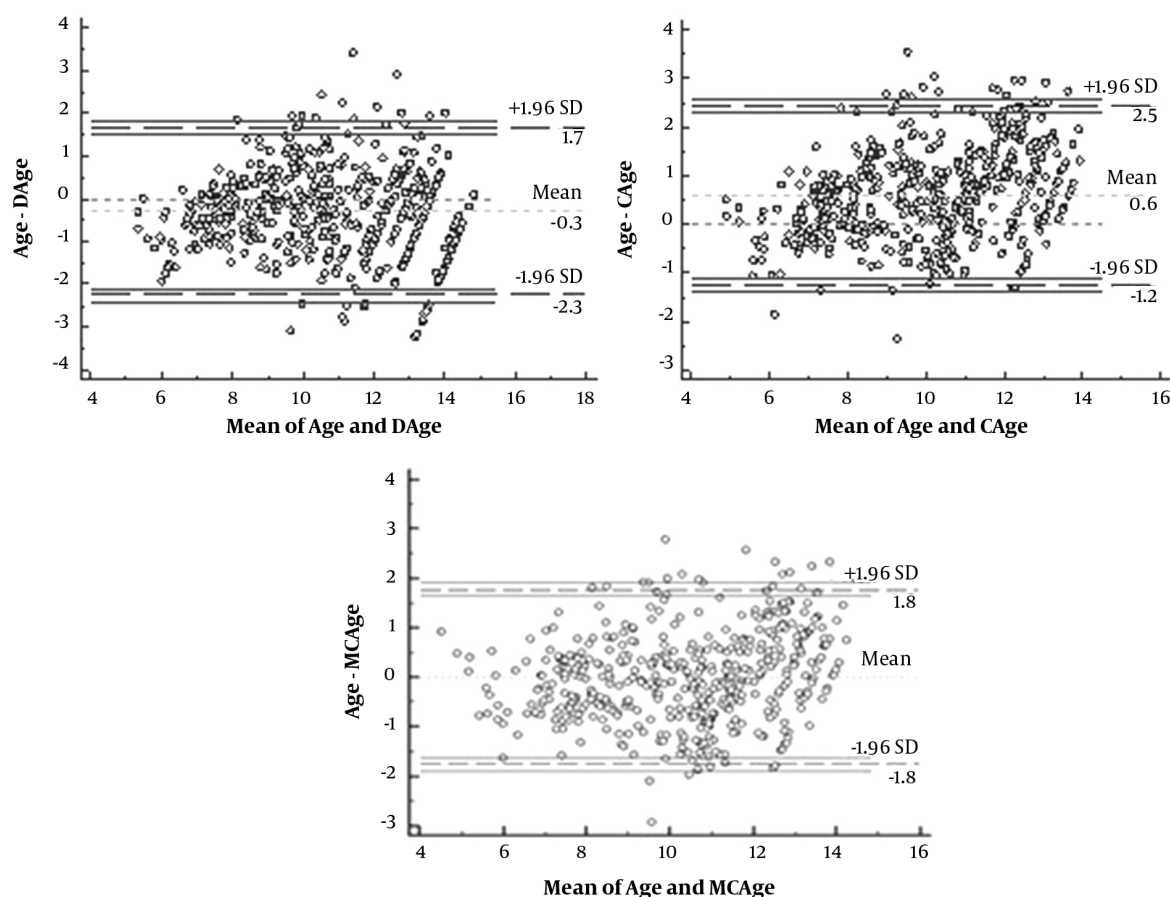 4
3
2
1
0
-1
-2
-3
-4
Age - DAge
+1.96 SD
1.7
Mean
-0.3
-1.96 SD
-2.3
4 6 8 10 12 14 16 18
Mean of Age and DAge
4
3
2
1
0
-1
-2
-3
Age - CAge
+1.96 SD
2.5
Mean
0.6
-1.96 SD
-1.2
4 6 8 10 12 14 16
Mean of Age and CAge
4
3
2
1
0
-1
-2
-3
Age - MCAge
+1.96 SD
1.8
Mean
-1.96 SD
-1.8
4 6 8 10 12 14 16
Mean of Age and MCAge